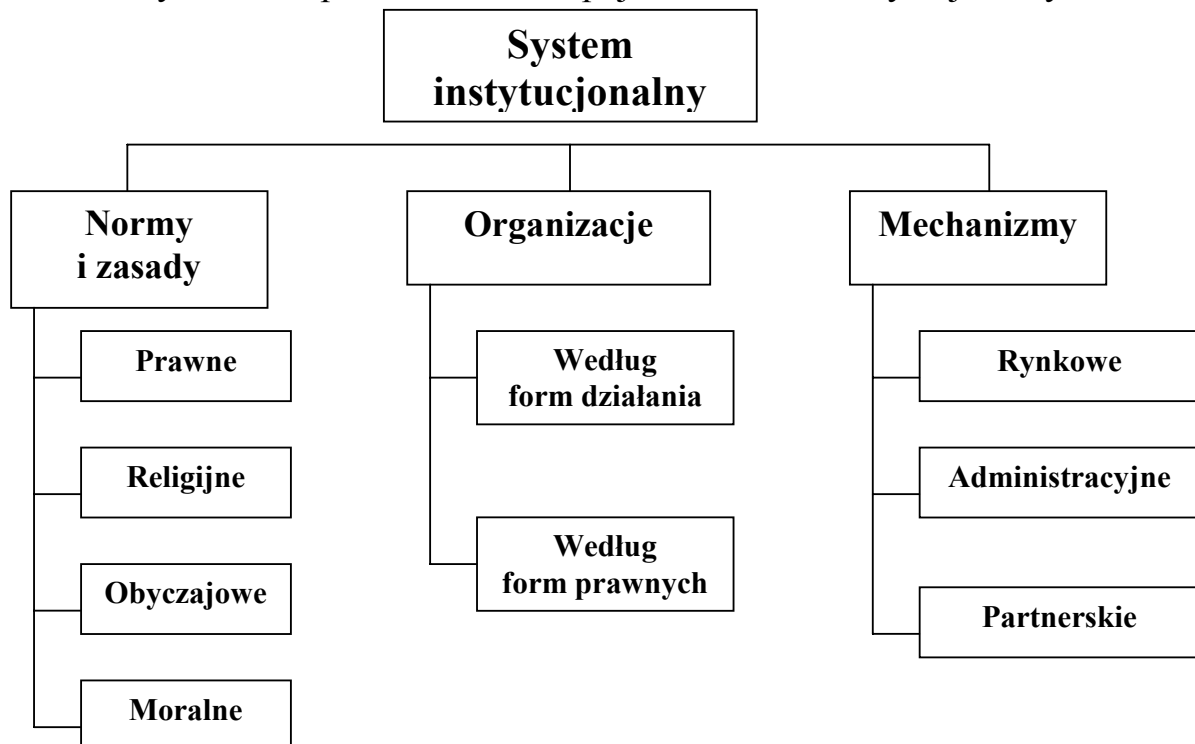 System
instytucjonalny
Normy
i zasady
Organizacje
Mechanizmy
Prawne
Religijne
Obyczajowe
Moralne
Według
form działania
Według
form prawnych
Rynkowe
Administracyjne
Partnerskie